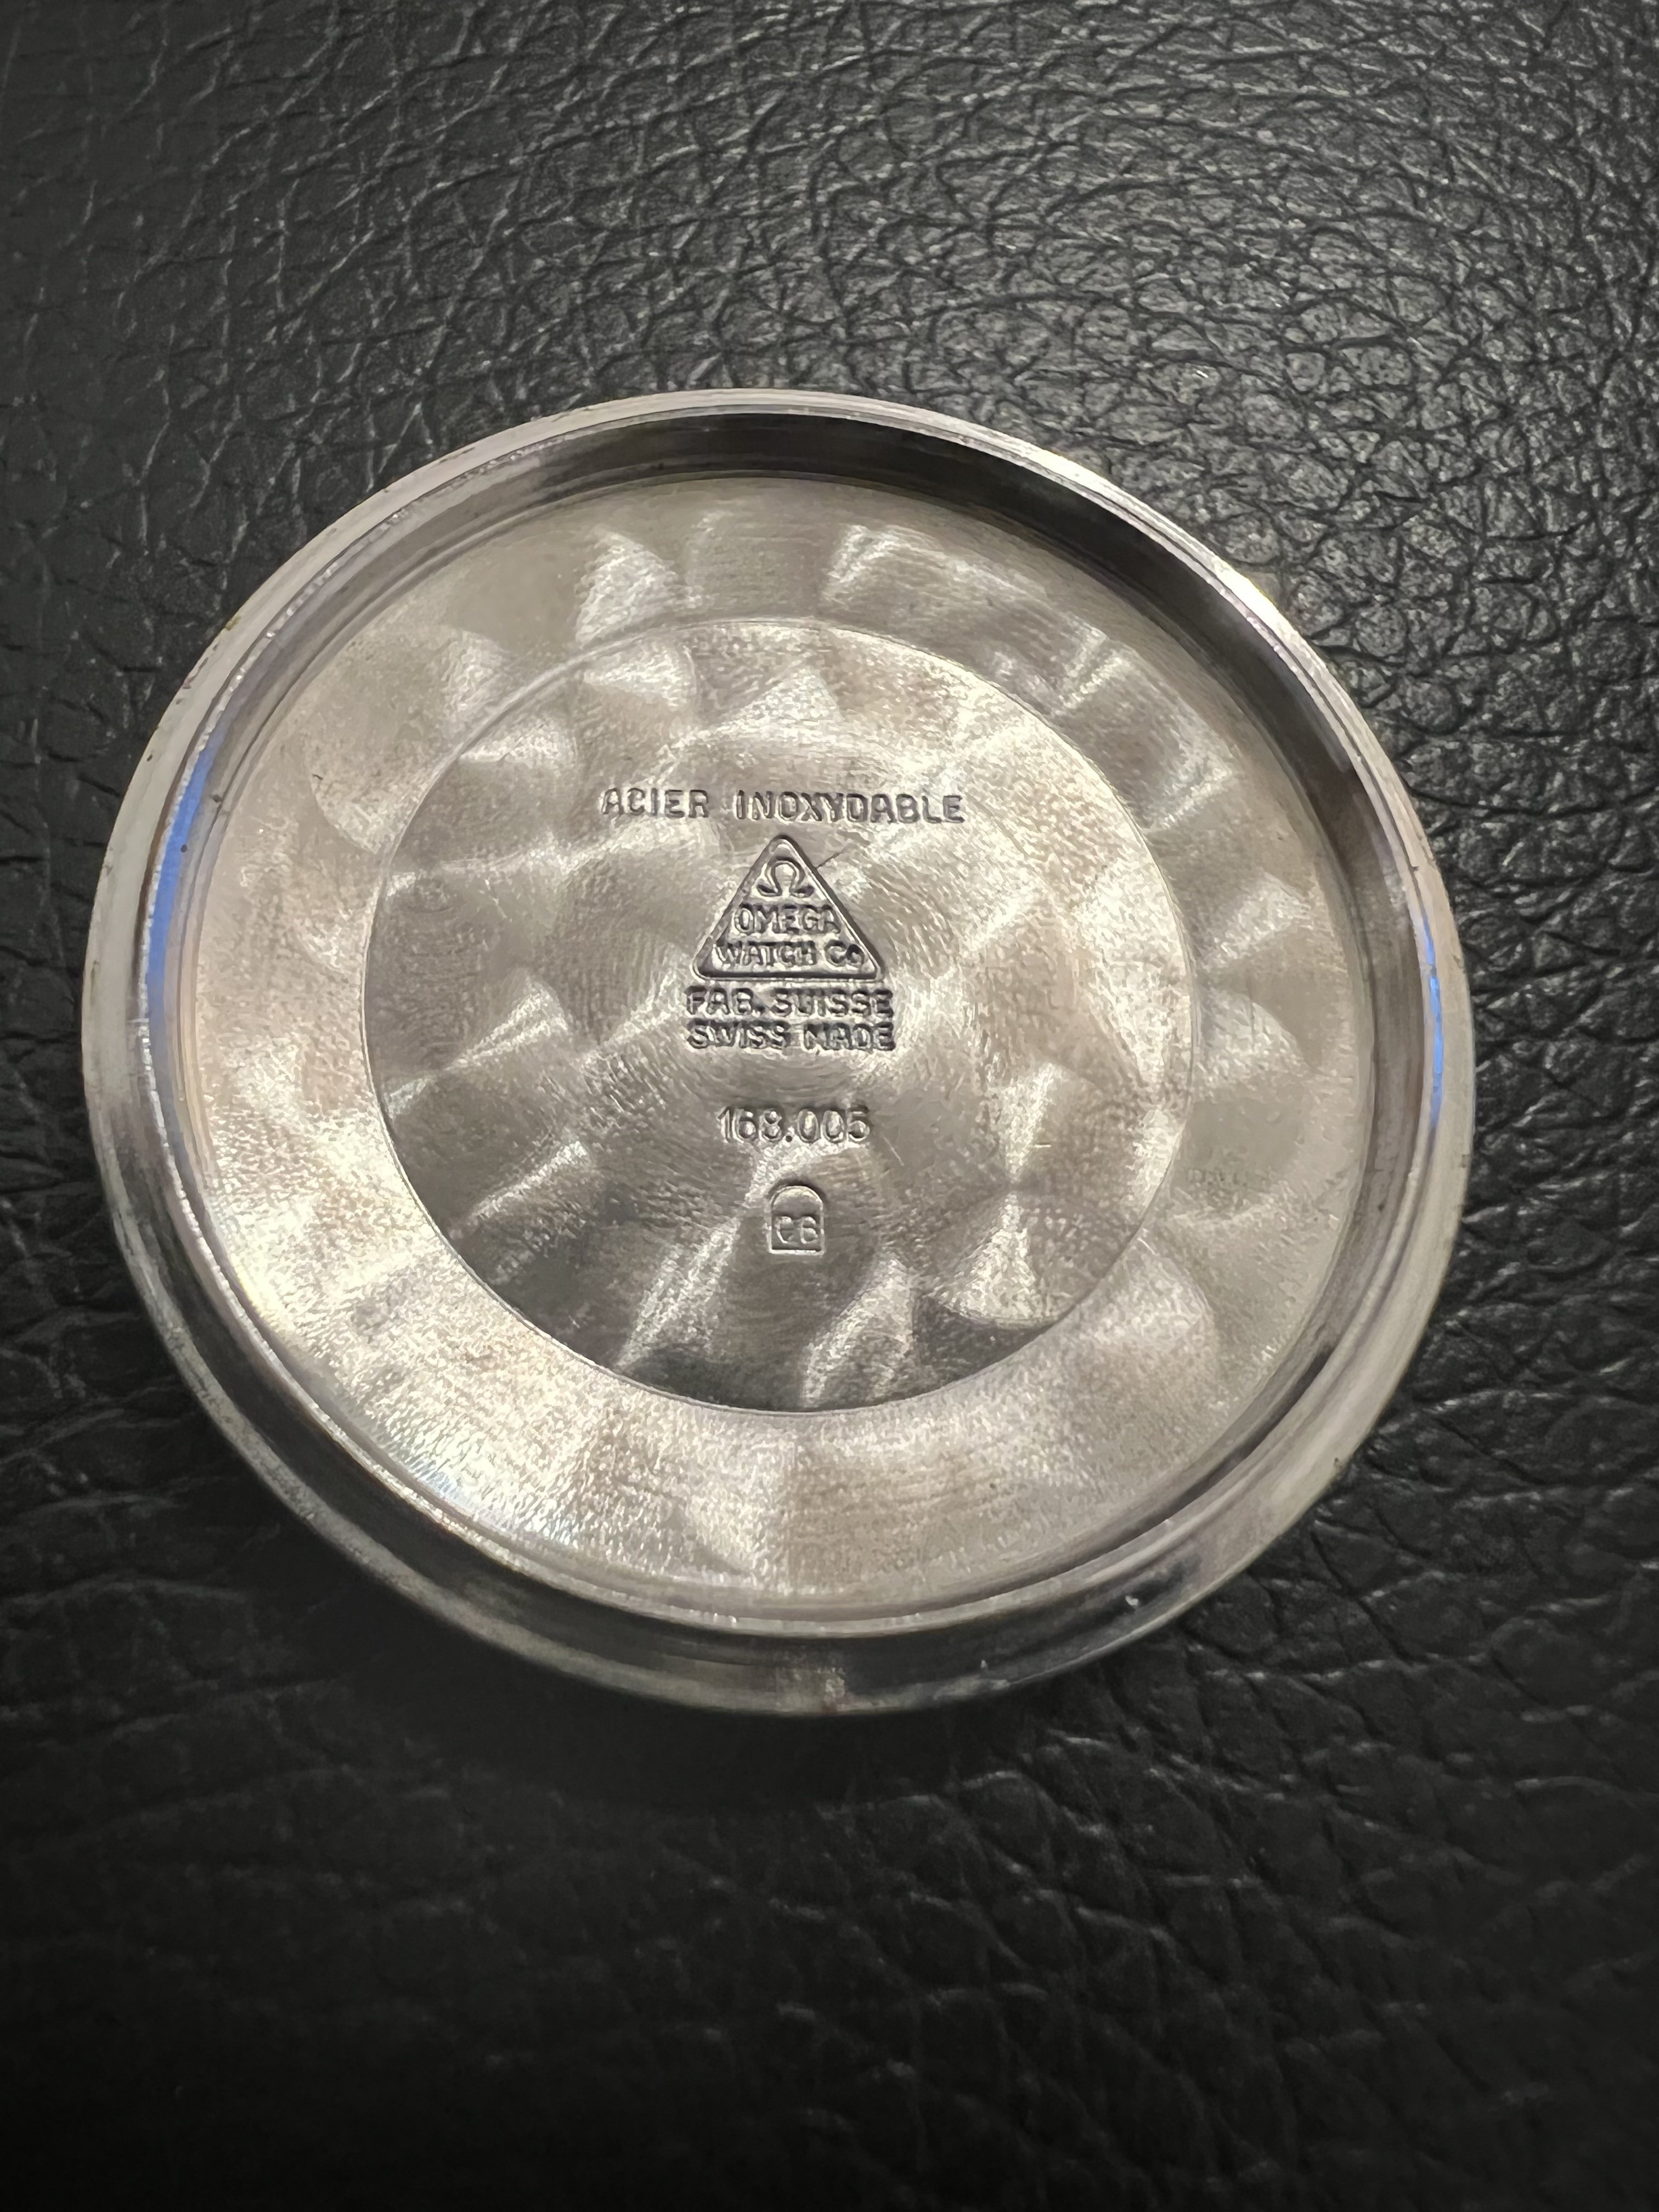 ACIER INOXYDABLE
Ω
OMEGA
WATCH Co
FAB. SUISSE
SWISS MADE
168.005